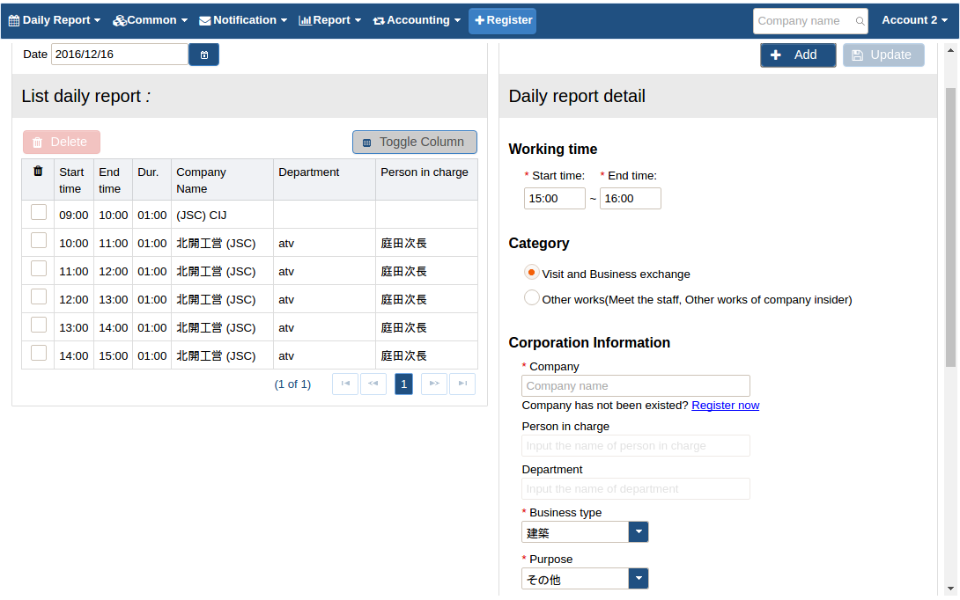 Daily Report Common Notification Report Accounting Register Company name Account 2
Date 2016/12/16
List daily report :
Delete Toggle Column
Start time End time Dur. Company Name Department Person in charge
09:00 10:00 01:00 (JSC) CIJ
10:00 11:00 01:00 北開工営 (JSC) atv 庭田次長
11:00 12:00 01:00 北開工営 (JSC) atv 庭田次長
12:00 13:00 01:00 北開工営 (JSC) atv 庭田次長
13:00 14:00 01:00 北開工営 (JSC) atv 庭田次長
14:00 15:00 01:00 北開工営 (JSC) atv 庭田次長
(1 of 1) 1
Add Update
Daily report detail
Working time
* Start time: * End time:
15:00 ~ 16:00
Category
Visit and Business exchange
Other works(Meet the staff, Other works of company insider)
Corporation Information
* Company
Company name
Company has not been existed? Register now
Person in charge
Input the name of person in charge
Department
Input the name of department
* Business type
建築
* Purpose
その他